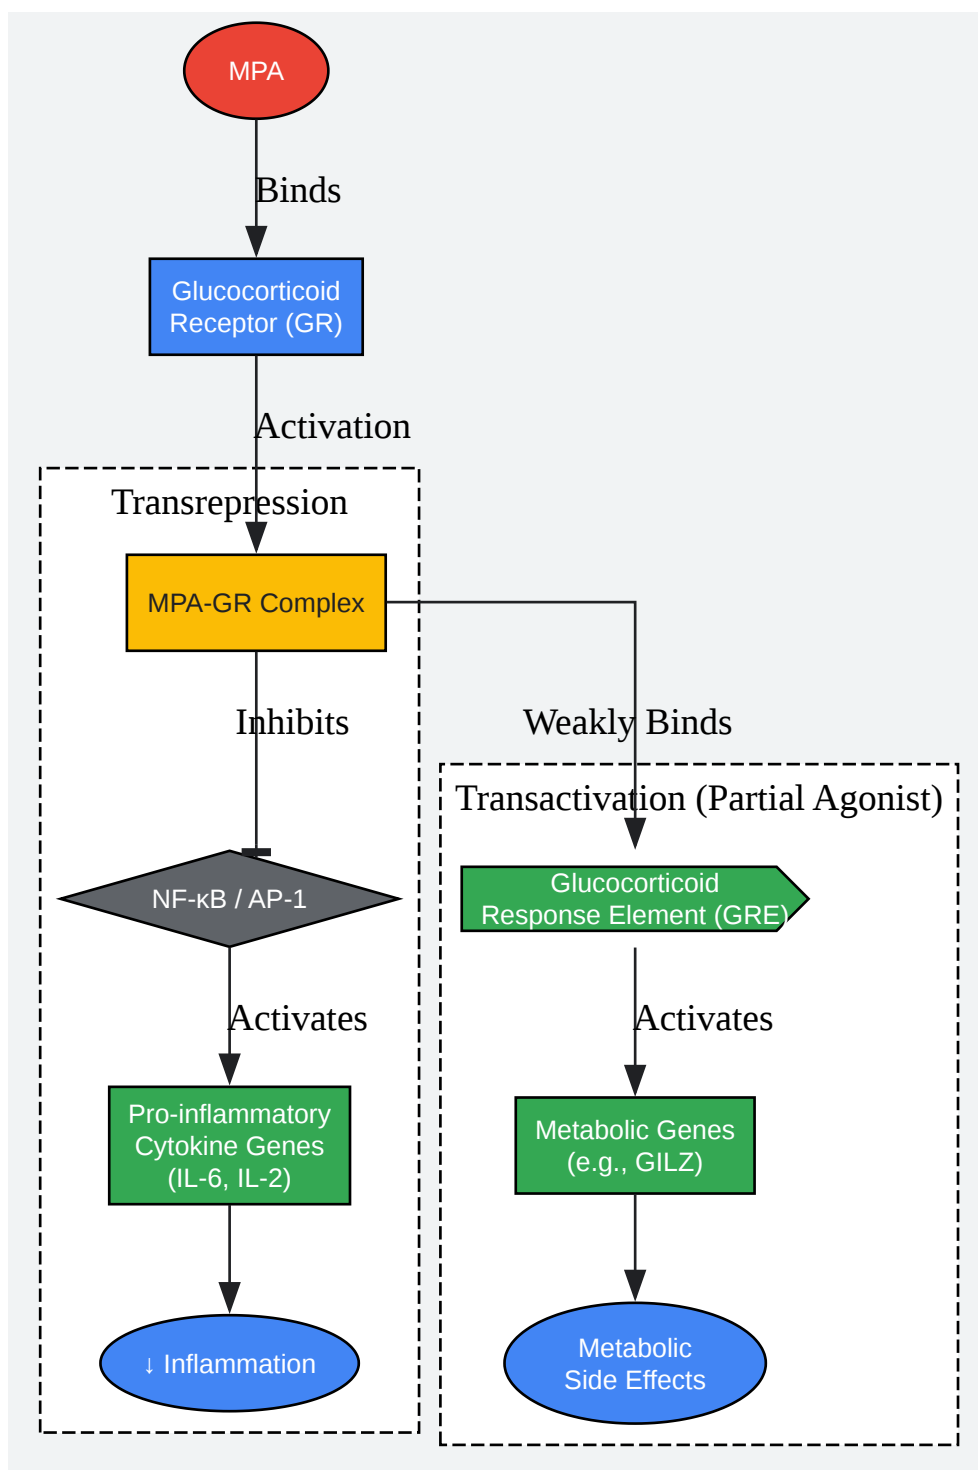 MPA
Binds
Glucocorticoid
Receptor (GR)
Activation
Transrepression
MPA-GR Complex
Inhibits
Weakly Binds
Transactivation (Partial Agonist)
NF-κB / AP-1
Glucocorticoid
Response Element (GRE)
Activates
Activates
Pro-inflammatory
Cytokine Genes
(IL-6, IL-2)
Metabolic Genes
(e.g., GILZ)
↓ Inflammation
Metabolic
Side Effects